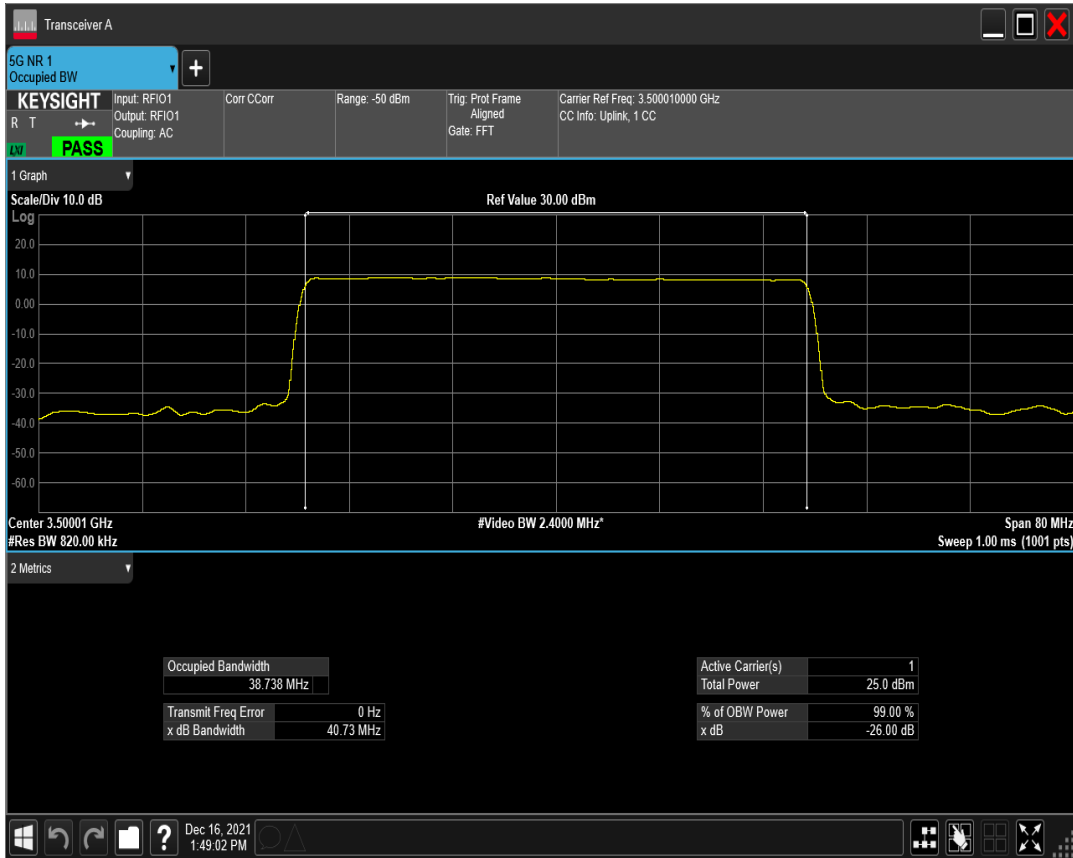 Transceiver A
5G NR 1
Occupied BW
+
KEYSIGHT
R T
LXI
PASS
Input: RFIO1
Output: RFIO1
Coupling: AC
Corr CCorr
Range: -50 dBm
Trig: Prot Frame
Aligned
Gate: FFT
Carrier Ref Freq: 3.500010000 GHz
CC Info: Uplink, 1 CC
1 Graph
Scale/Div 10.0 dB
Ref Value 30.00 dBm
Log
20.0
10.0
0.00
-10.0
-20.0
-30.0
-40.0
-50.0
-60.0
Center 3.50001 GHz
#Video BW 2.4000 MHz*
Span 80 MHz
#Res BW 820.00 kHz
Sweep 1.00 ms (1001 pts)
2 Metrics
Occupied Bandwidth
38.738 MHz
Transmit Freq Error 0 Hz
x dB Bandwidth 40.73 MHz
Active Carrier(s) 1
Total Power 25.0 dBm
% of OBW Power 99.00 %
x dB -26.00 dB
?
Dec 16, 2021
1:49:02 PM